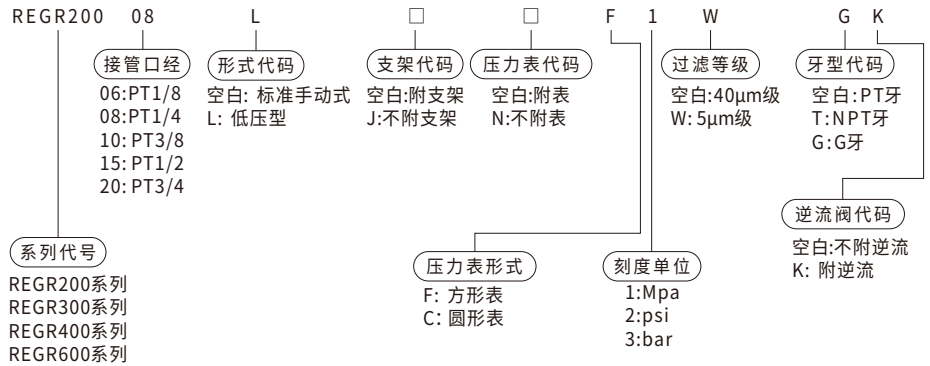 REGR200 08 L □ □ F 1 W G K
接管口经
06:PT1/8
08:PT1/4
10: PT3/8
15: PT1/2
20: PT3/4
形式代码
空白: 标准手动式
L: 低压型
支架代码
空白:附支架
J:不附支架
压力表代码
空白:附表
N:不附表
过滤等级
空白:40μm级
W: 5μm级
牙型代码
空白:PT牙
T:NPT牙
G:G牙
系列代号
REGR200系列
REGR300系列
REGR400系列
REGR600系列
压力表形式
F: 方形表
C: 圆形表
刻度单位
1:Mpa
2:psi
3:bar
逆流阀代码
空白:不附逆流
K: 附逆流